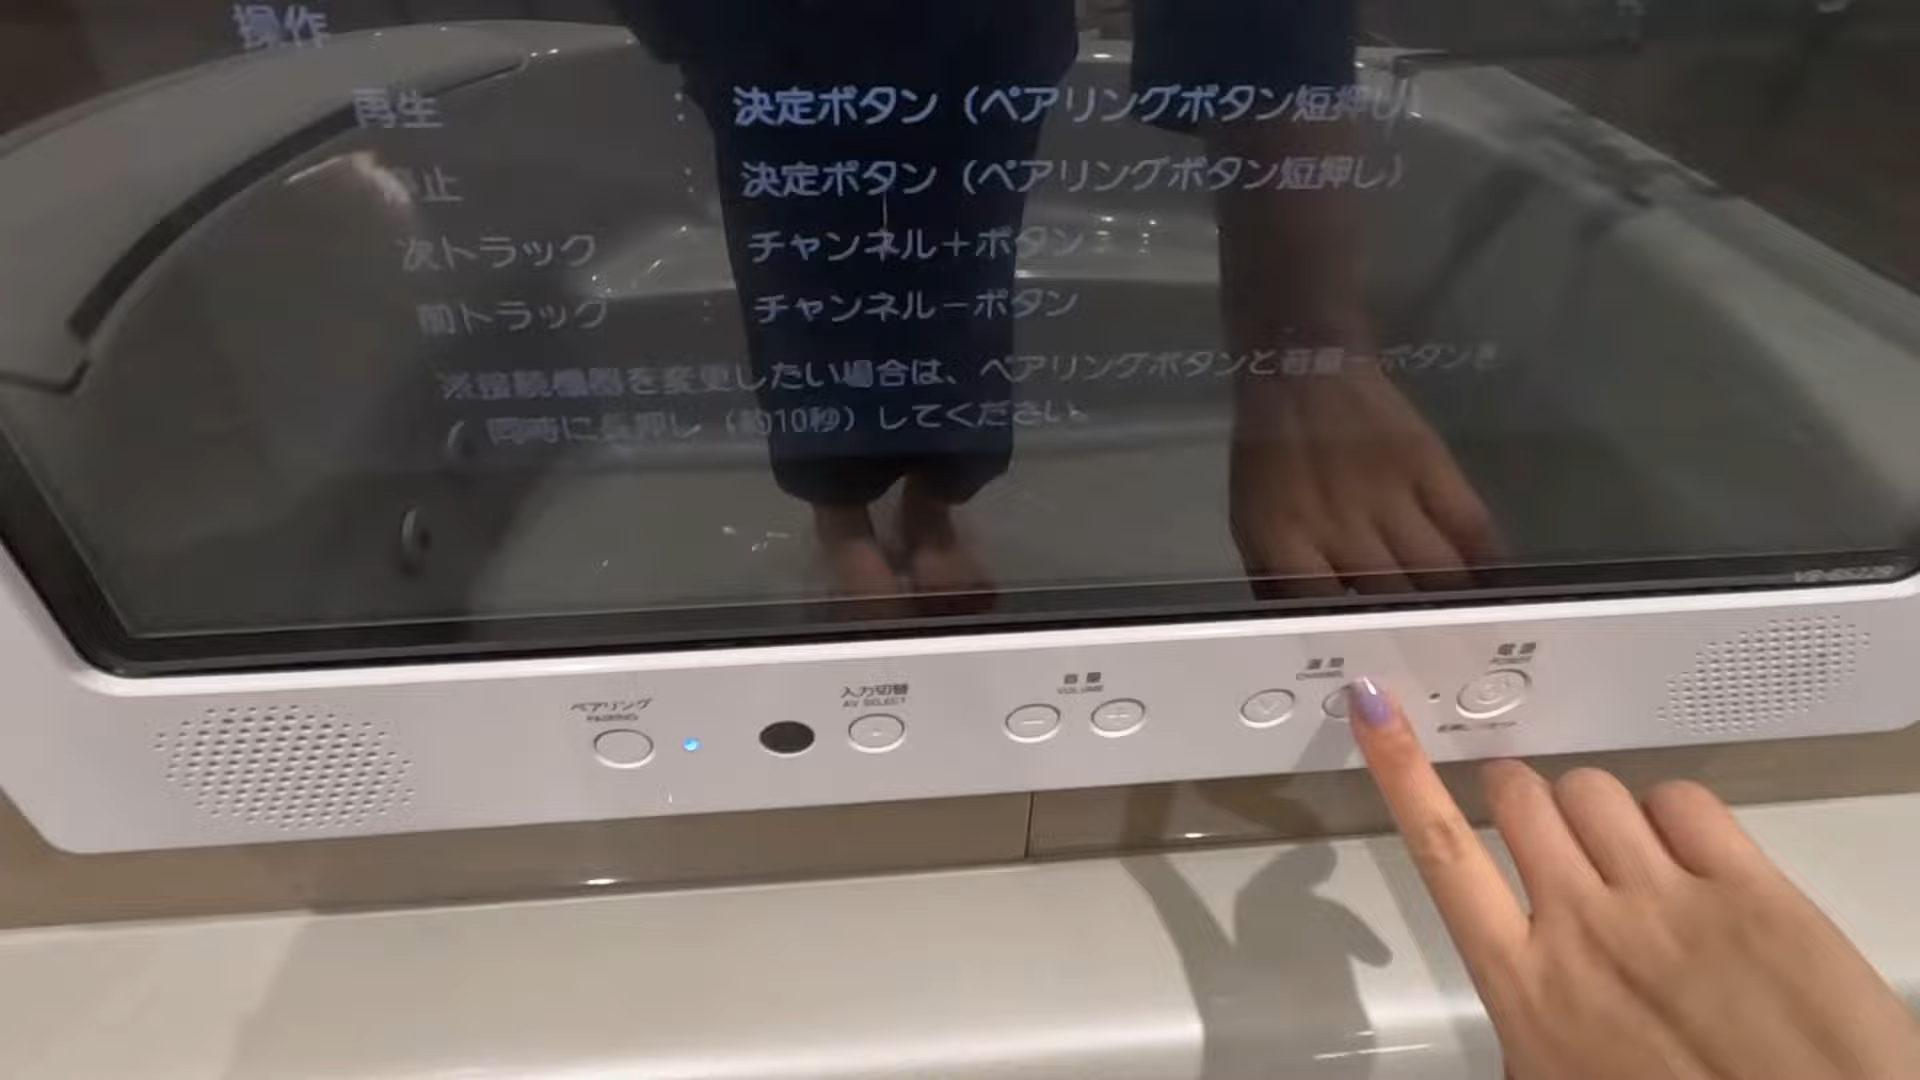 操作
再生 : 決定ボタン（ペアリングボタン短押し）
停止 : 決定ボタン（ペアリングボタン短押し）
次トラック : チャンネル＋ボタン
前トラック : チャンネル－ボタン
※接続機器を変更したい場合は、ペアリングボタンと音量－ボタンを
同時に長押し（約10秒）してください。
ペアリング
PAIRING
入力切替
AV SELECT
音量
VOLUME
選局
CHANNEL
電源
POWER